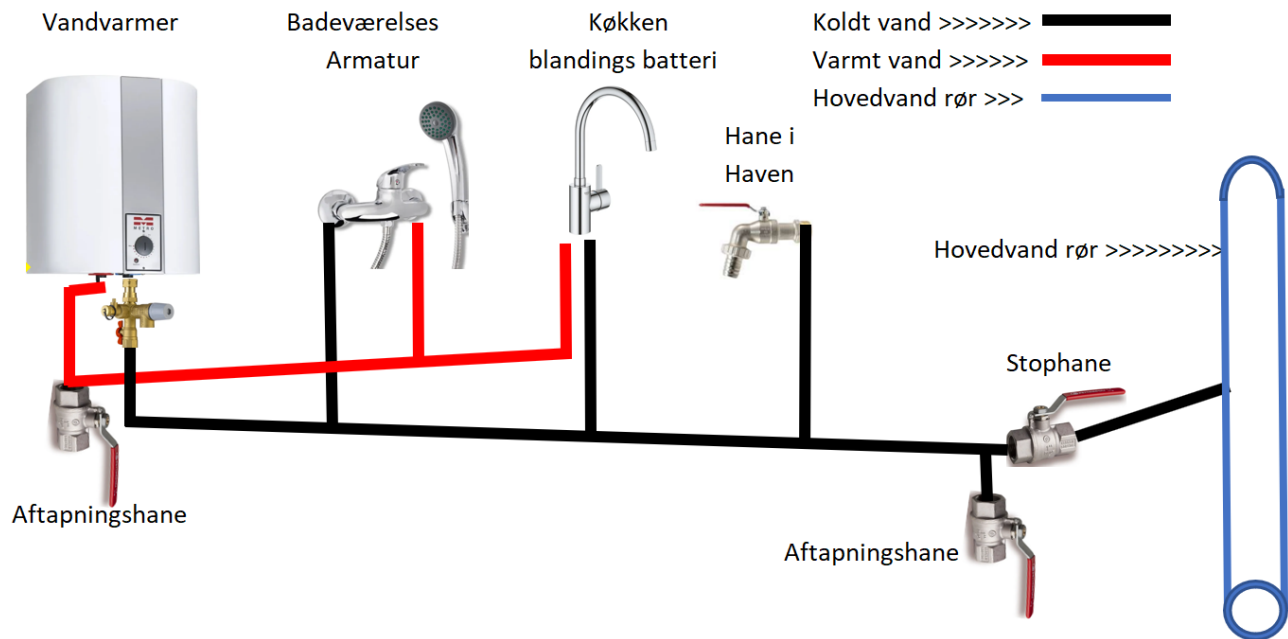 Vandvarmer
Badeværelses
Armatur
Køkken
blandings batteri
Koldt vand >>>>>>>
Varmt vand >>>>>>
Hovedvand rør >>>
Hane i
Haven
METRO
Hovedvand rør >>>>>>>>>
Stophane
Aftapningshane
Aftapningshane